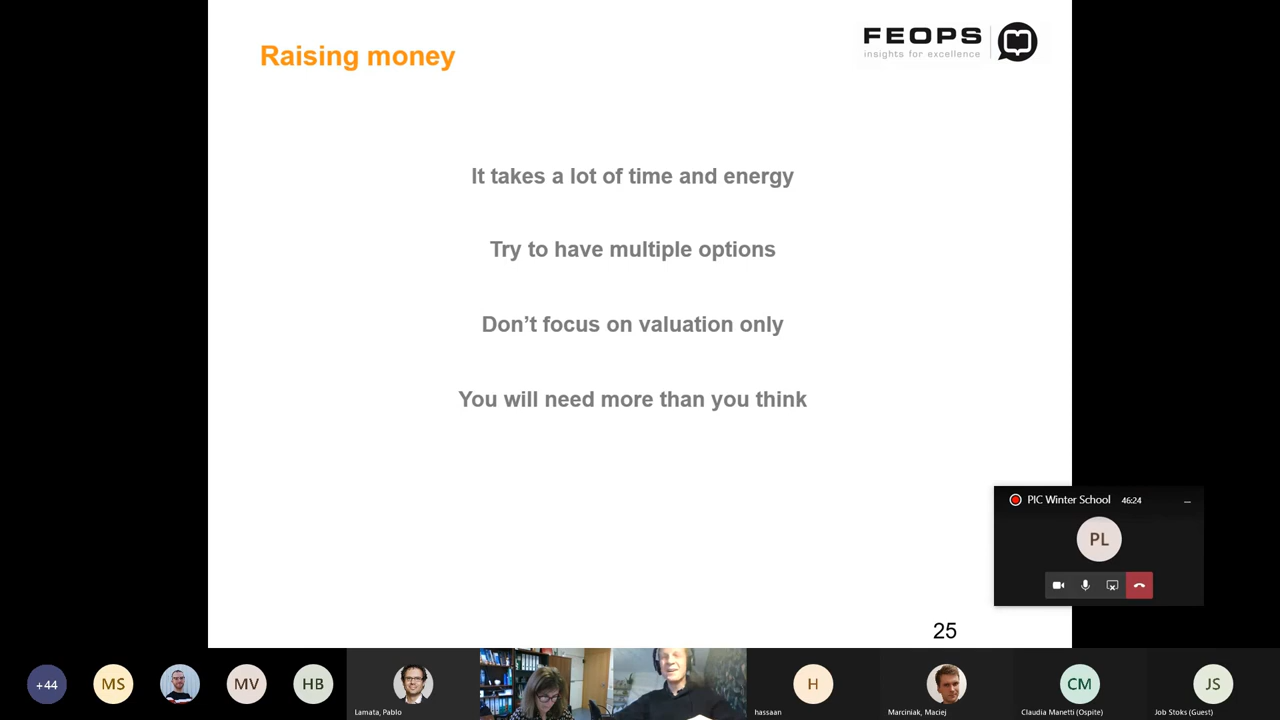 Raising money
FEOPS
insights for excellence
It takes a lot of time and energy
Try to have multiple options
Don’t focus on valuation only
You will need more than you think
PIC Winter School 46:24
PL
25
+44
MS
MV
HB
Lamata, Pablo
H
hassaan
Marciniak, Maciej
CM
Claudia Manetti (Ospite)
JS
Job Stoks (Guest)